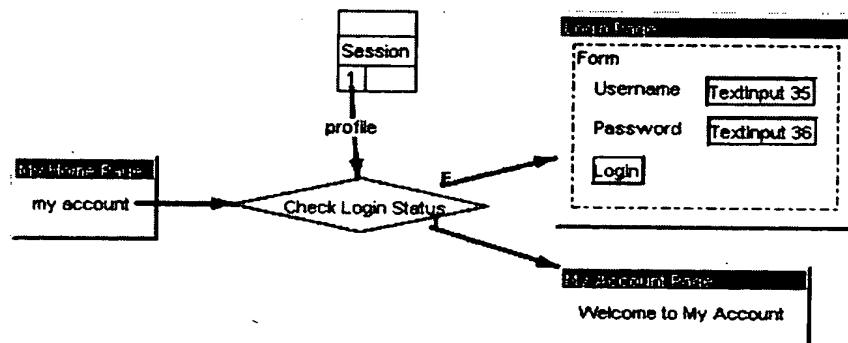 Session
1
profile
My Home Page
my account
Check Login Status
F
Login Page
Form
Username TextInput 35
Password TextInput 36
Login
My Account Page
Welcome to My Account